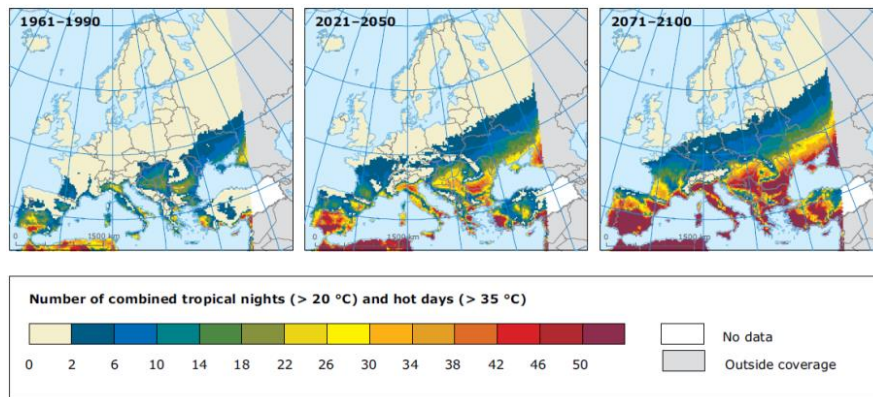 1961–1990
2021–2050
2071–2100
1500 km
1500 km
1500 km
Number of combined tropical nights (> 20 °C) and hot days (> 35 °C)
0 2 6 10 14 18 22 26 30 34 38 42 46 50
No data
Outside coverage